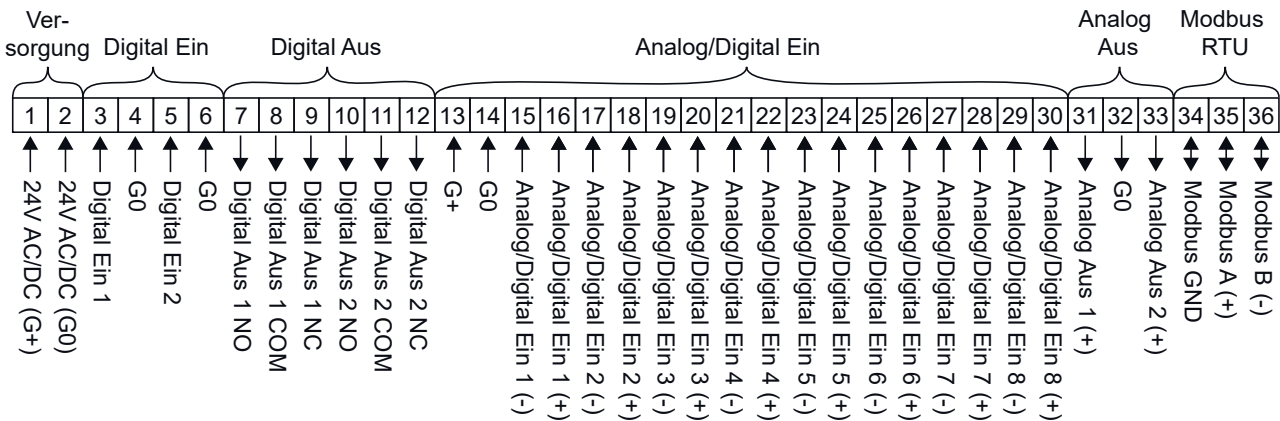 Ver-
sorgung
Digital Ein
Digital Aus
Analog/Digital Ein
Analog
Aus
Modbus
RTU
1 2 3 4 5 6 7 8 9 10 11 12 13 14 15 16 17 18 19 20 21 22 23 24 25 26 27 28 29 30 31 32 33 34 35 36
24V AC/DC (G+)
24V AC/DC (G0)
Digital Ein 1
G0
Digital Ein 2
G0
Digital Aus 1 NO
Digital Aus 1 COM
Digital Aus 1 NC
Digital Aus 2 NO
Digital Aus 2 COM
Digital Aus 2 NC
G+
G0
Analog/Digital Ein 1 (-)
Analog/Digital Ein 1 (+)
Analog/Digital Ein 2 (-)
Analog/Digital Ein 2 (+)
Analog/Digital Ein 3 (-)
Analog/Digital Ein 3 (+)
Analog/Digital Ein 4 (-)
Analog/Digital Ein 4 (+)
Analog/Digital Ein 5 (-)
Analog/Digital Ein 5 (+)
Analog/Digital Ein 6 (-)
Analog/Digital Ein 6 (+)
Analog/Digital Ein 7 (-)
Analog/Digital Ein 7 (+)
Analog/Digital Ein 8 (-)
Analog/Digital Ein 8 (+)
Analog Aus 1 (+)
G0
Analog Aus 2 (+)
Modbus GND
Modbus A (+)
Modbus B (-)